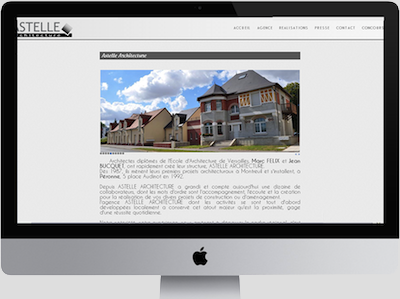 ASTELLE
architecture
ACCUEIL AGENCE REALISATIONS PRESSE CONTACT CONCOURS
Astelle Architecture
Architectes diplômés de l'Ecole d'Architecture de Versailles, Marc FELIX et Jean
BUCQUET, ont rapidement créé leur structure, ASTELLE ARCHITECTURE.
Dès 1987, ils mènent leurs premiers projets architecturaux à Montreuil et s'installent, à
Péronne, 5 place Audinot en 1992.
Depuis ASTELLE ARCHITECTURE a grandi et compte aujourd'hui une dizaine de
collaborateurs, dont les mots d'ordre sont l'accompagnement, l'écoute et la création
pour la réalisation de vos divers projets de construction ou d'aménagement.
l'agence ASTELLE ARCHITECTURE dont les activités se sont tout d'abord
développées localement a conservé cet atout majeur qu'est la proximité, gage
d'une réussite quotidienne.